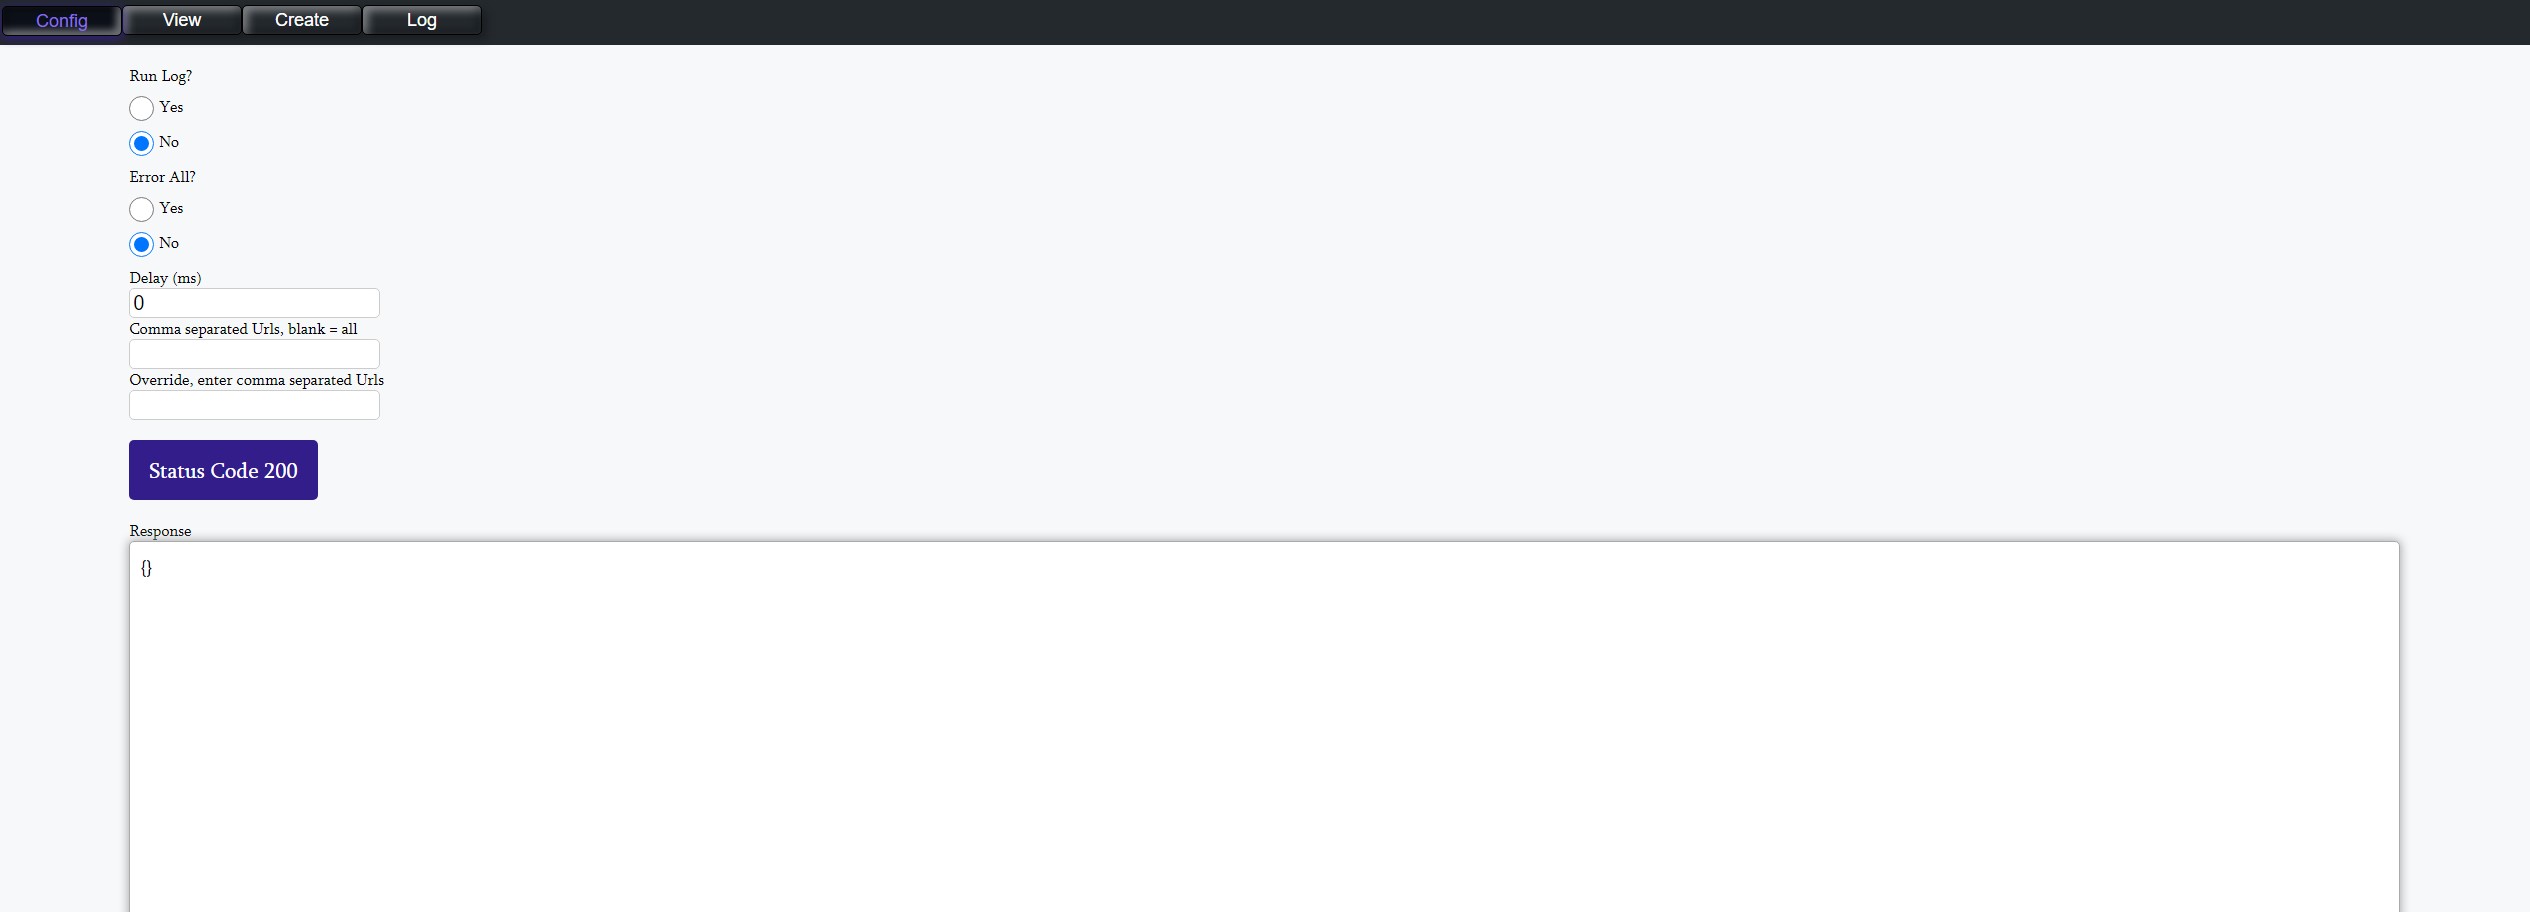 Config View Create Log
Run Log?
Yes
No
Error All?
Yes
No
Delay (ms)
0
Comma separated Urls, blank = all
Override, enter comma separated Urls
Status Code 200
Response
{}